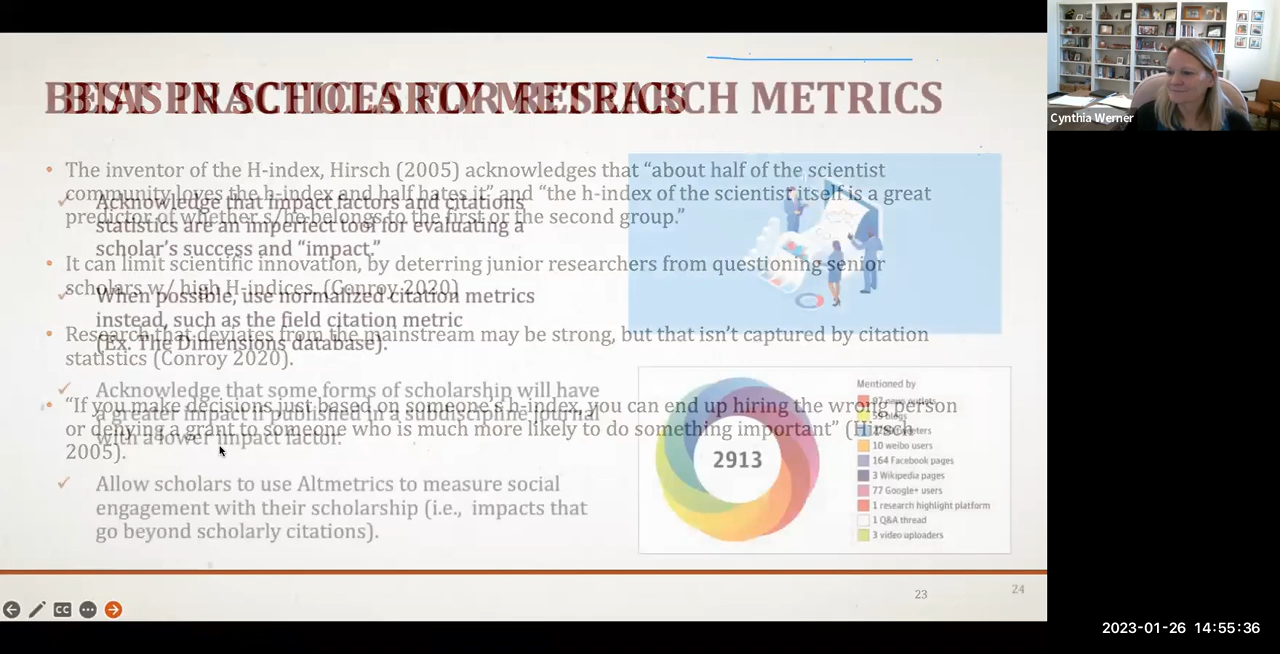 BIAS IN SCHOLARLY RESEARCH METRICS
BEST PRACTICES FOR METRICS
• The inventor of the H-index, Hirsch (2005) acknowledges that “about half of the scientist
community loves the h-index and half hates it” and “the h-index of the scientist itself is a great
predictor of whether s/he belongs to the first or the second group.”
• It can limit scientific innovation, by deterring junior researchers from questioning senior
scholars w/ high H-indices. (Conroy 2020)
• Research that deviates from the mainstream may be strong, but that isn’t captured by citation
statistics (Conroy 2020).
• “If you make decisions just based on someone’s h-index, you can end up hiring the wrong person
or denying a grant to someone who is much more likely to do something important” (Hirsch
2005).
✓ Acknowledge that impact factors and citations
statistics are an imperfect tool for evaluating a
scholar’s success and “impact.”
✓ When possible, use normalized citation metrics
instead, such as the field citation metric
(Ex. The Dimensions database).
✓ Acknowledge that some forms of scholarship will have
a greater impact if published in a subdiscipline journal
with a lower impact factor.
✓ Allow scholars to use Altmetrics to measure social
engagement with their scholarship (i.e., impacts that
go beyond scholarly citations).
2913
Mentioned by
news outlets
blogs
tweeters
10 weibo users
164 Facebook pages
3 Wikipedia pages
77 Google+ users
1 research highlight platform
1 Q&A thread
3 video uploaders
23
24
CC
Cynthia Werner
2023-01-26 14:55:36